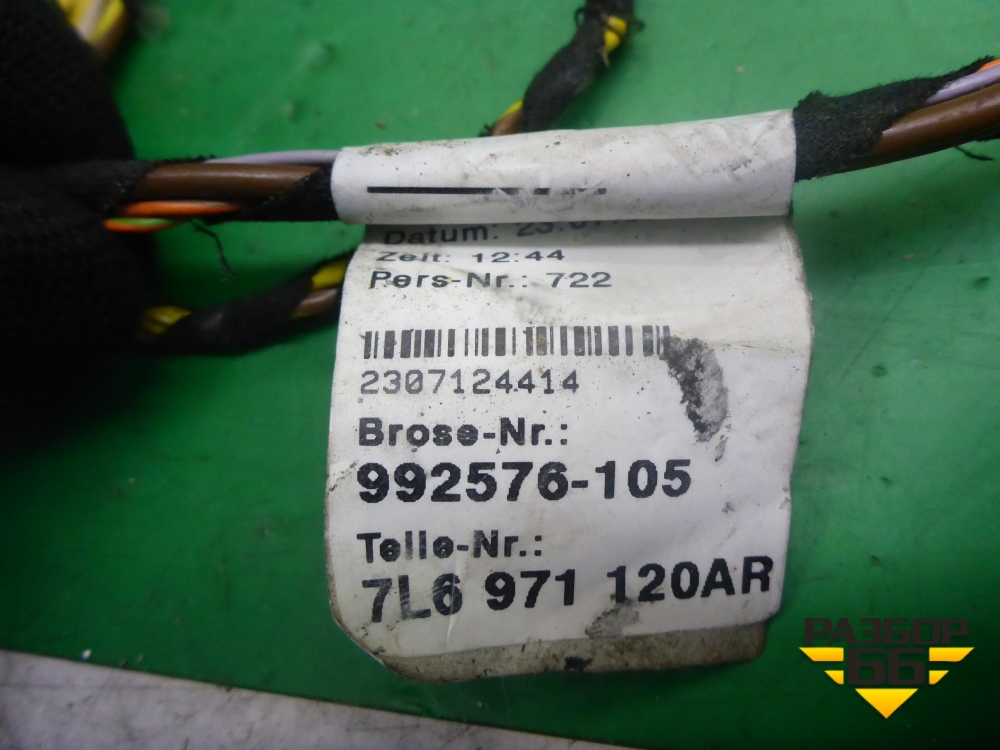 Datum:
Zeit: 12:44
Pers-Nr.: 722
2307124414
Brose-Nr.:
992576-105
Teile-Nr.:
7L6 971 120AR
РАЗБОР
66